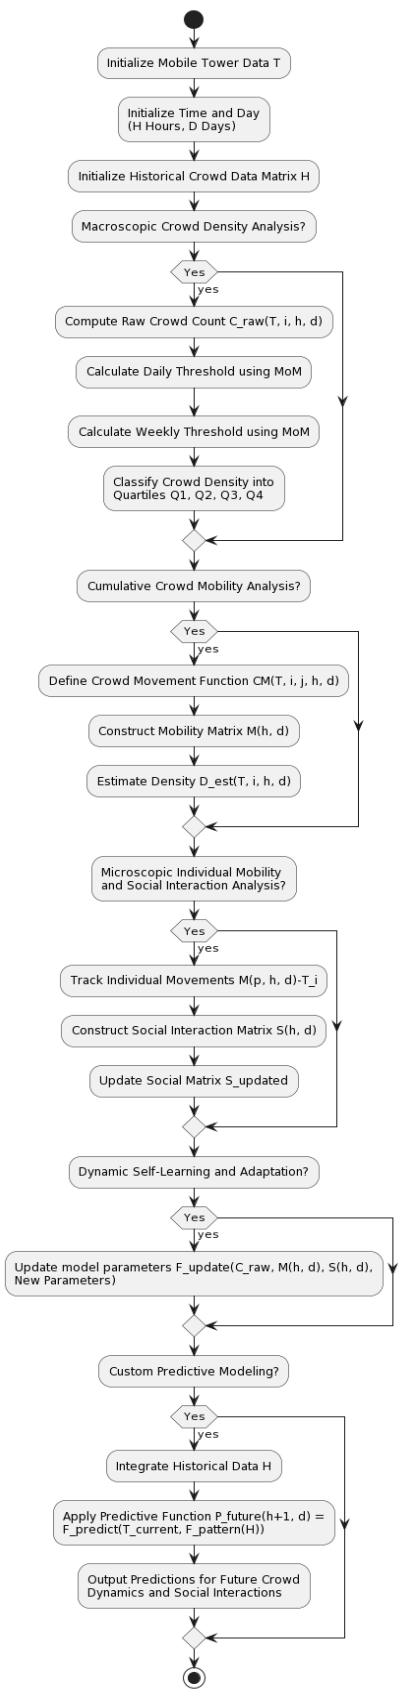 Initialize Mobile Tower Data T
Initialize Time and Day
(H Hours, D Days)
Initialize Historical Crowd Data Matrix H
Macroscopic Crowd Density Analysis?
Yes
yes
Compute Raw Crowd Count C_raw(T, i, h, d)
Calculate Daily Threshold using MoM
Calculate Weekly Threshold using MoM
Classify Crowd Density into
Quartiles Q1, Q2, Q3, Q4
Cumulative Crowd Mobility Analysis?
Yes
yes
Define Crowd Movement Function CM(T, i, j, h, d)
Construct Mobility Matrix M(h, d)
Estimate Density D_est(T, i, h, d)
Microscopic Individual Mobility
and Social Interaction Analysis?
Yes
yes
Track Individual Movements M(p, h, d)-T_i
Construct Social Interaction Matrix S(h, d)
Update Social Matrix S_updated
Dynamic Self-Learning and Adaptation?
Yes
yes
Update model parameters F_update(C_raw, M(h, d), S(h, d),
New Parameters)
Custom Predictive Modeling?
Yes
yes
Integrate Historical Data H
Apply Predictive Function P_future(h+1, d) =
F_predict(T_current, F_pattern(H))
Output Predictions for Future Crowd
Dynamics and Social Interactions